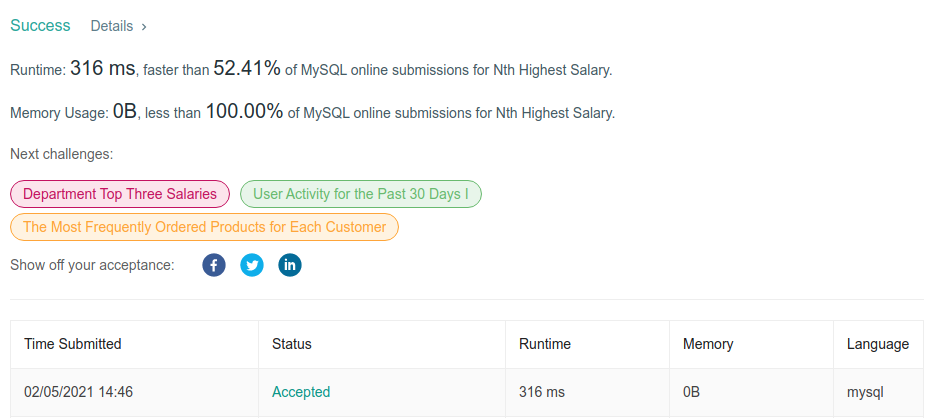 Success Details ›
Runtime: 316 ms, faster than 52.41% of MySQL online submissions for Nth Highest Salary.
Memory Usage: 0B, less than 100.00% of MySQL online submissions for Nth Highest Salary.
Next challenges:
Department Top Three Salaries User Activity for the Past 30 Days I
The Most Frequently Ordered Products for Each Customer
Show off your acceptance: f in
Time Submitted Status Runtime Memory Language
02/05/2021 14:46 Accepted 316 ms 0B mysql